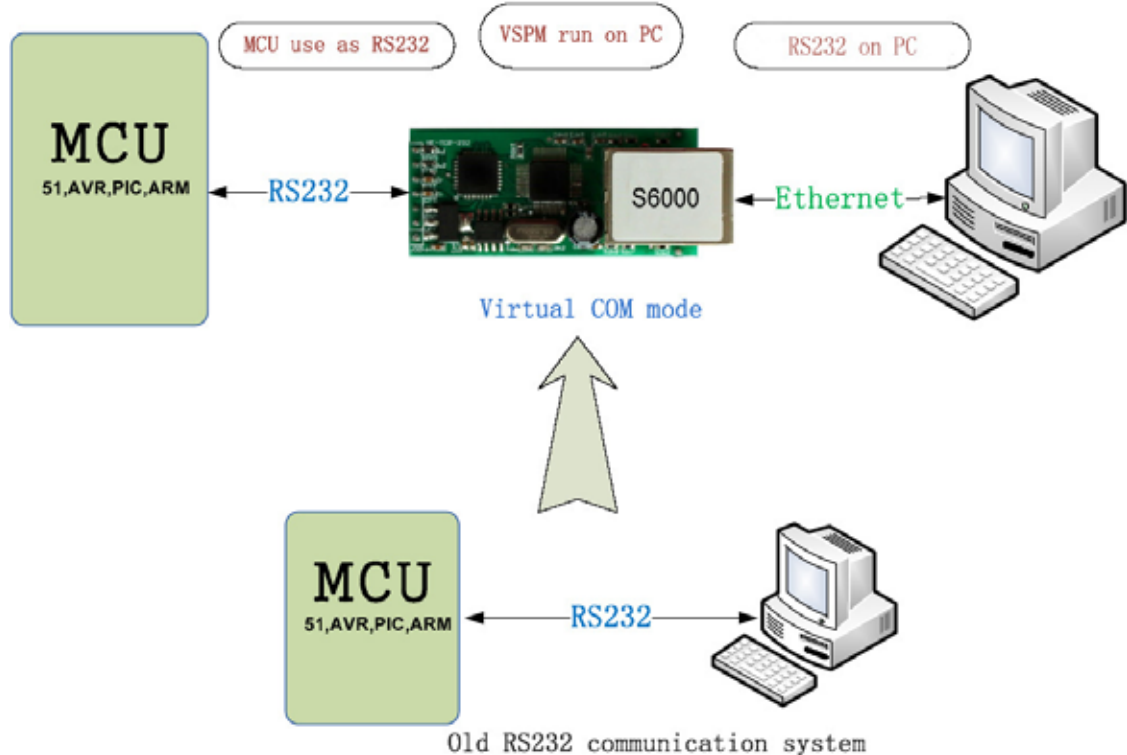 MCU use as RS232
VSPM run on PC
RS232 on PC
MCU
51,AVR,PIC,ARM
RS232
S6000
Ethernet
Virtual COM mode
MCU
51,AVR,PIC,ARM
RS232
Old RS232 communication system